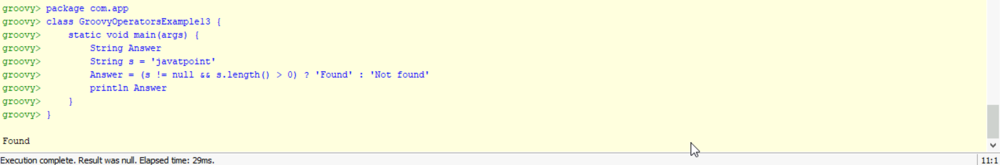 groovy> package com.app
groovy> class GroovyOperatorsExample13 {
groovy>     static void main(args) {
groovy>         String Answer
groovy>         String s = 'javatpoint'
groovy>         Answer = (s != null && s.length() > 0) ? 'Found' : 'Not found'
groovy>         println Answer
groovy>     }
groovy> }
Found
Execution complete. Result was null. Elapsed time: 29ms. 11:1